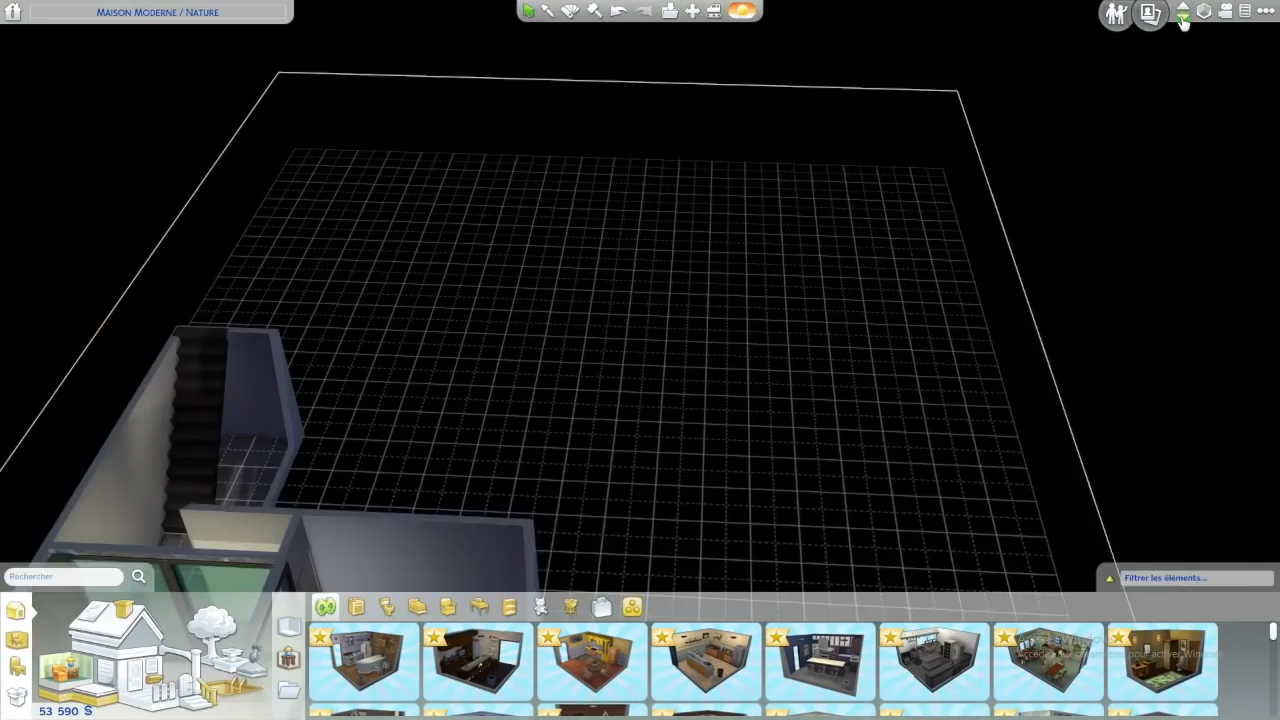 Maison Moderne / Nature
Rechercher
Filtrer les éléments...
53 590 §